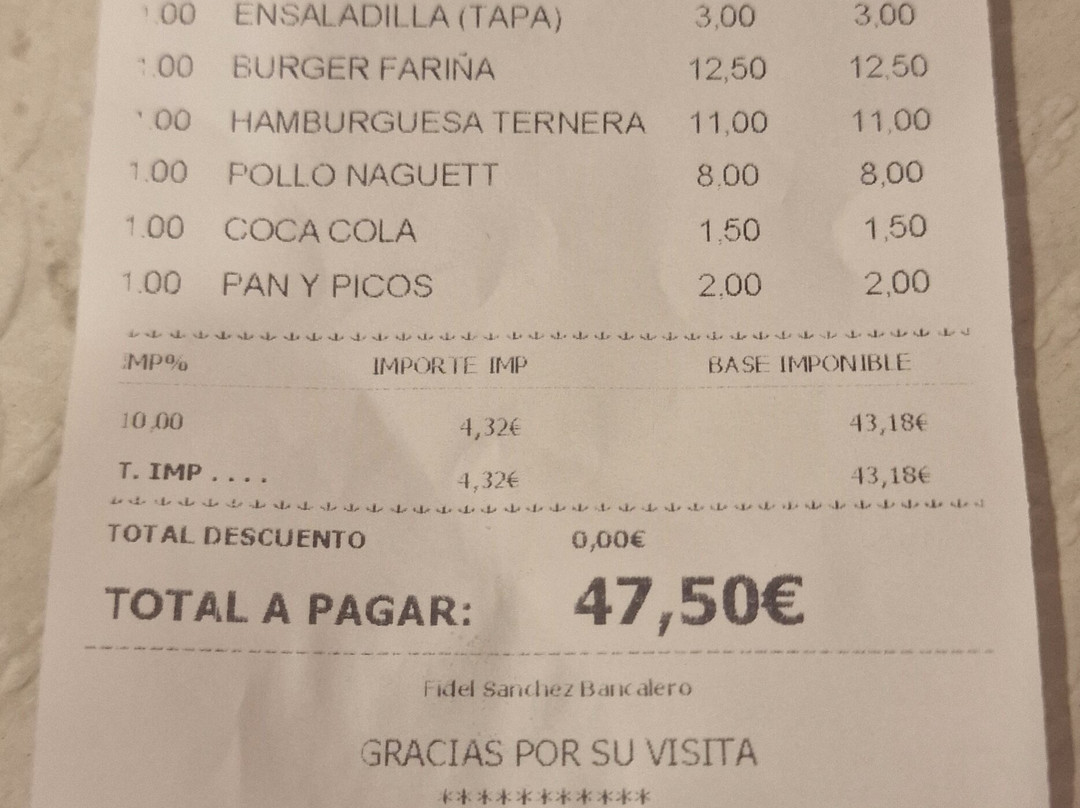 1.00 ENSALADILLA (TAPA) 3,00 3,00
1.00 BURGER FARIÑA 12,50 12,50
1.00 HAMBURGUESA TERNERA 11,00 11,00
1.00 POLLO NAGUETT 8,00 8,00
1.00 COCA COLA 1,50 1,50
1.00 PAN Y PICOS 2,00 2,00
IMP% IMPORTE IMP BASE IMPONIBLE
10,00 4,32€ 43,18€
T. IMP .... 4,32€ 43,18€
TOTAL DESCUENTO 0,00€
TOTAL A PAGAR: 47,50€
Fidel Sanchez Bancalero
GRACIAS POR SU VISITA
***********